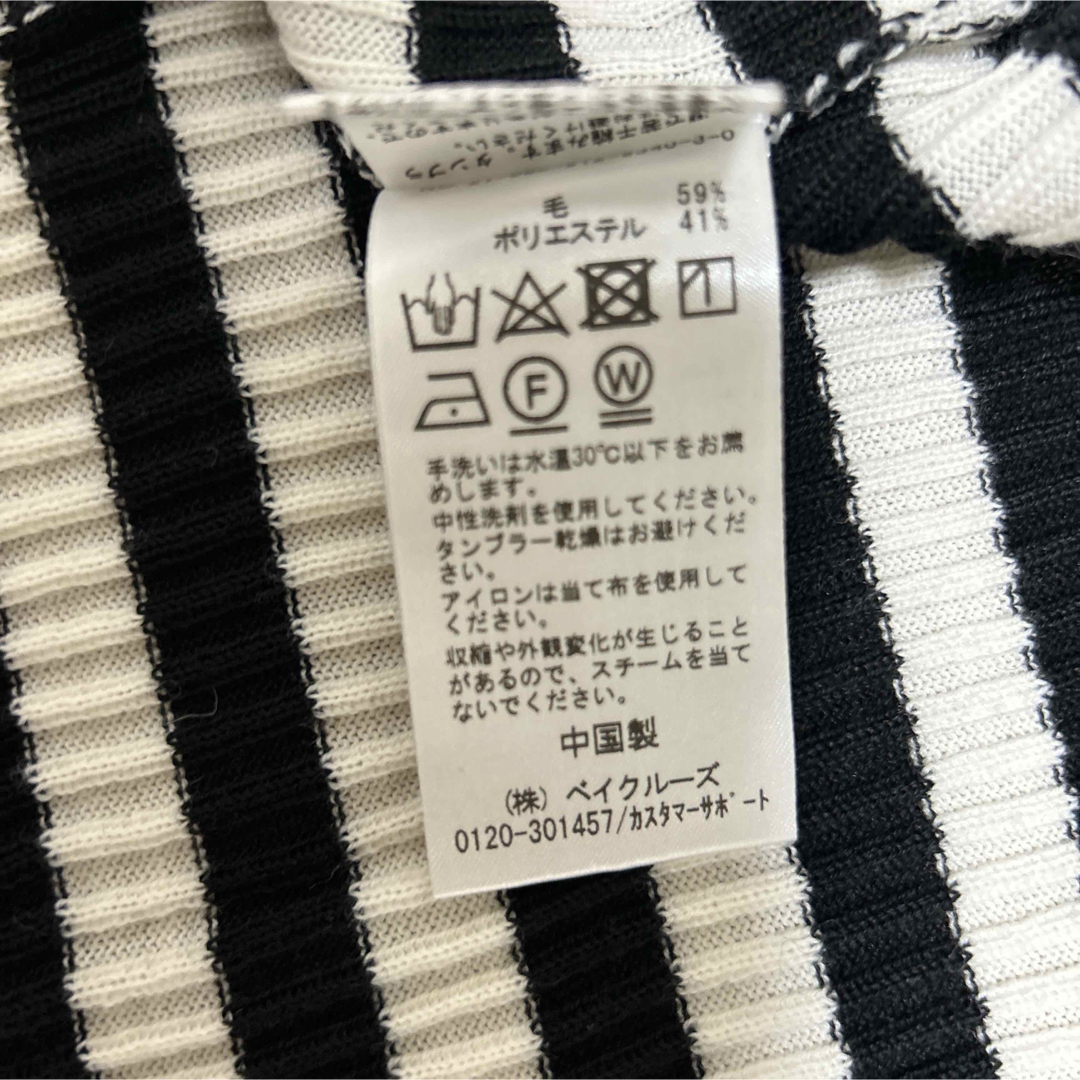 毛 59%
ポリエステル 41%
F W
手洗いは水温30℃以下をお薦
めします。
中性洗剤を使用してください。
タンブラー乾燥はお避けくだ
さい。
アイロンは当て布を使用して
ください。
収縮や外観変化が生じること
があるので、スチームを当て
ないでください。
中国製
(株) ベイクルーズ
0120-301457/カスタマーサポート